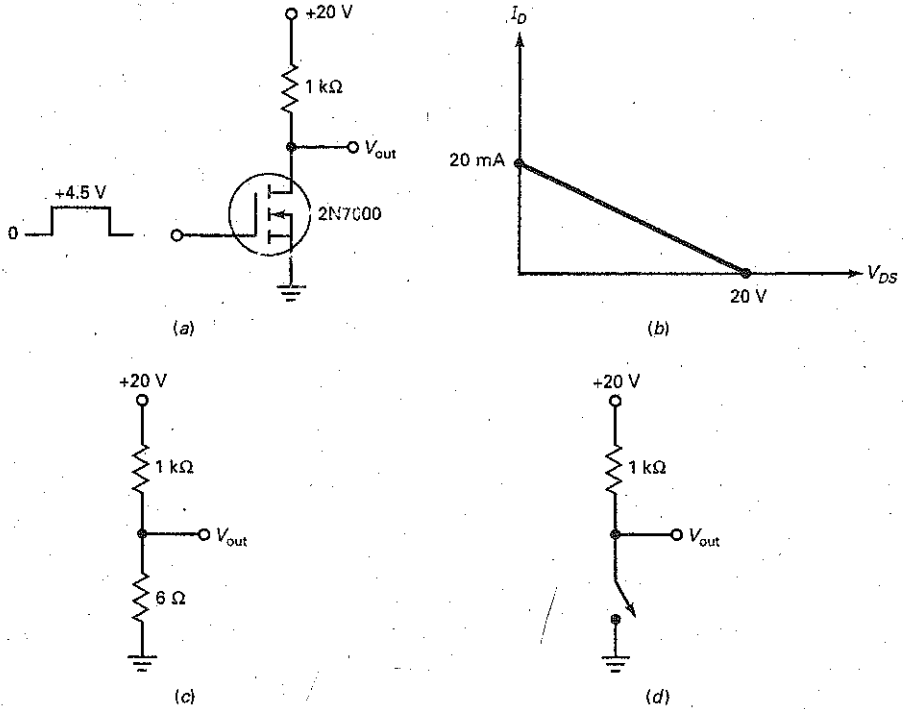 +20 V
1 kΩ
V_out
+4.5 V
0
2N7000
(a)
I_D
20 mA
20 V
V_DS
(b)
+20 V
1 kΩ
V_out
6 Ω
(c)
+20 V
1 kΩ
V_out
(d)